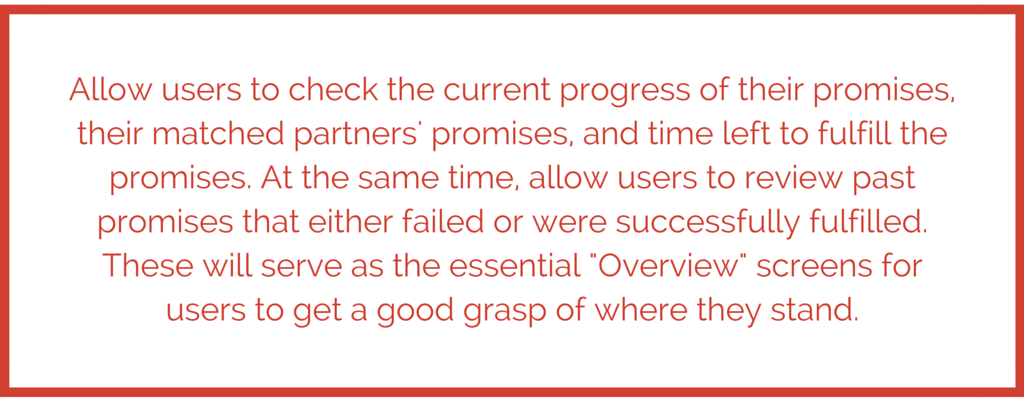 Allow users to check the current progress of their promises,
their matched partners' promises, and time left to fulfill the
promises. At the same time, allow users to review past
promises that either failed or were successfully fulfilled.
These will serve as the essential "Overview" screens for
users to get a good grasp of where they stand.